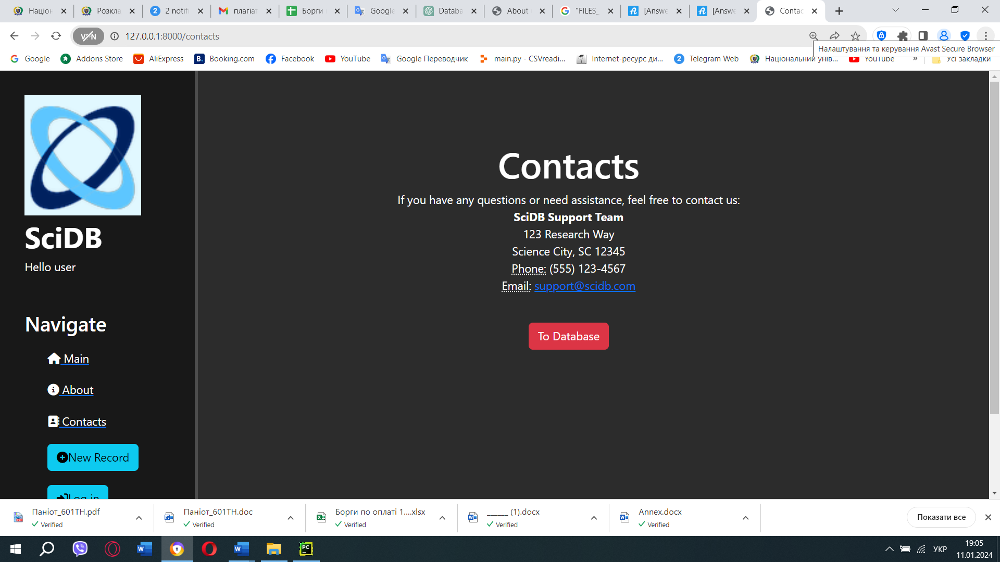 Націон
Розкла
2 notifi
плагіат
Борги
Google
Databa
About
"FILES_
[Answe
[Answe
Contac
VPN
127.0.0.1:8000/contacts
Налаштування та керування Avast Secure Browser
Google
Addons Store
AliExpress
Booking.com
Facebook
YouTube
Google Переводчик
main.py - CSVreadi...
Internet-ресурс ди...
Telegram Web
Національний унів...
YouTube
»
Усі закладки
SciDB
Hello user
Navigate
Main
About
Contacts
New Record
Log in
Contacts
If you have any questions or need assistance, feel free to contact us:
SciDB Support Team
123 Research Way
Science City, SC 12345
Phone: (555) 123-4567
Email: support@scidb.com
To Database
Паніот_601ТН.pdf
Verified
Паніот_601ТН.doc
Verified
Борги по оплаті 1....xlsx
Verified
______ (1).docx
Verified
Annex.docx
Verified
Показати все
УКР
19:05
11.01.2024